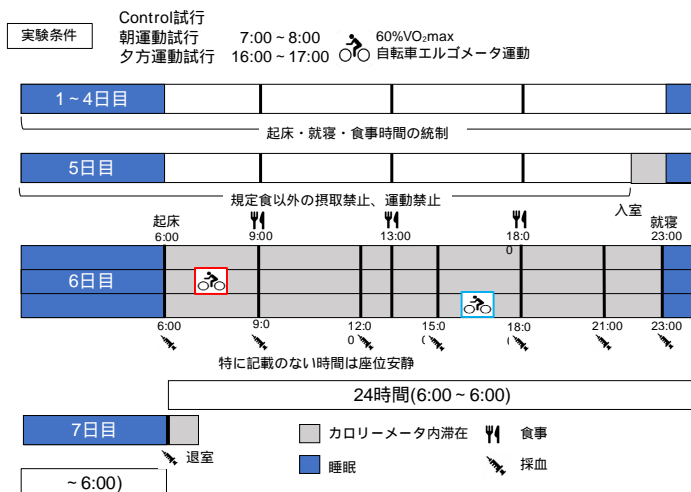 実験条件
Control試行
朝運動試行 7:00~8:00
夕方運動試行 16:00~17:00
60%VO₂max
自転車エルゴメータ運動
1~4日目
起床・就寝・食事時間の統制
5日目
規定食以外の摂取禁止、運動禁止
入室
起床
6:00
9:00
13:00
18:0
0
就寝
23:00
6日目
6:00
9:0
12:0
0
15:0
(
18:0
(
21:00
23:00
特に記載のない時間は座位安静
24時間(6:00~6:00)
7日目
退室
カロリーメータ内滞在
食事
睡眠
採血
~6:00)